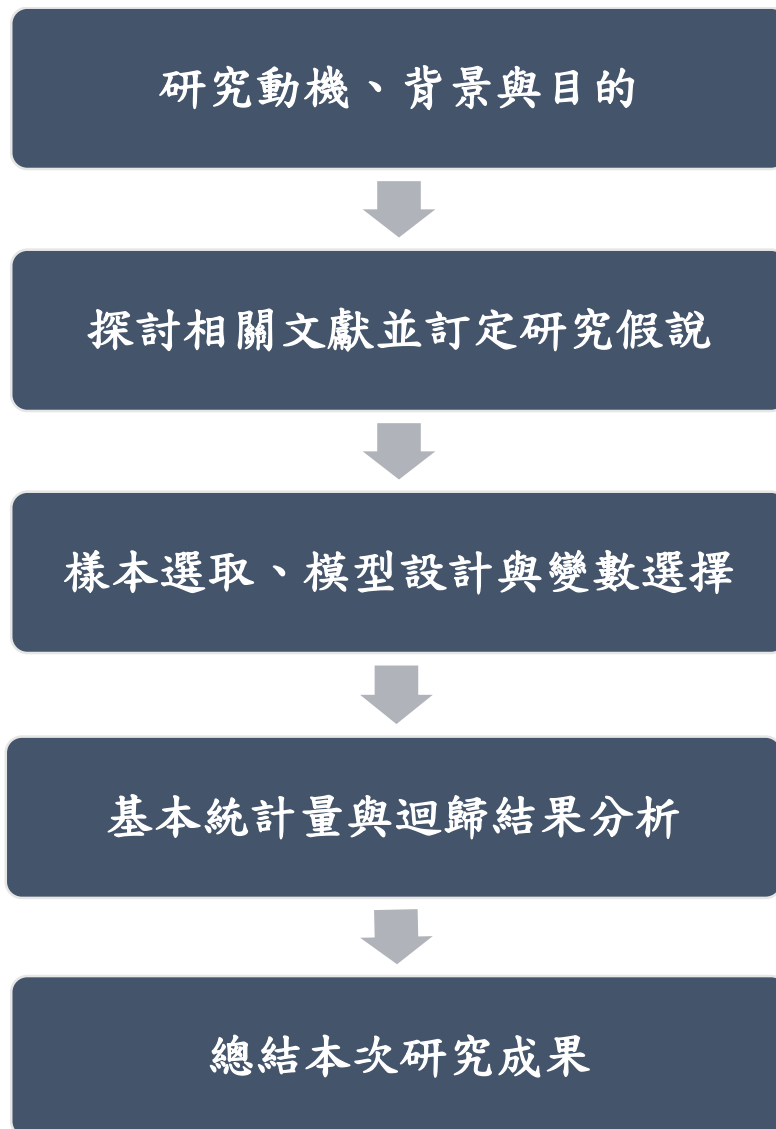 研究動機、背景與目的
探討相關文獻並訂定研究假說
樣本選取、模型設計與變數選擇
基本統計量與迴歸結果分析
總結本次研究成果